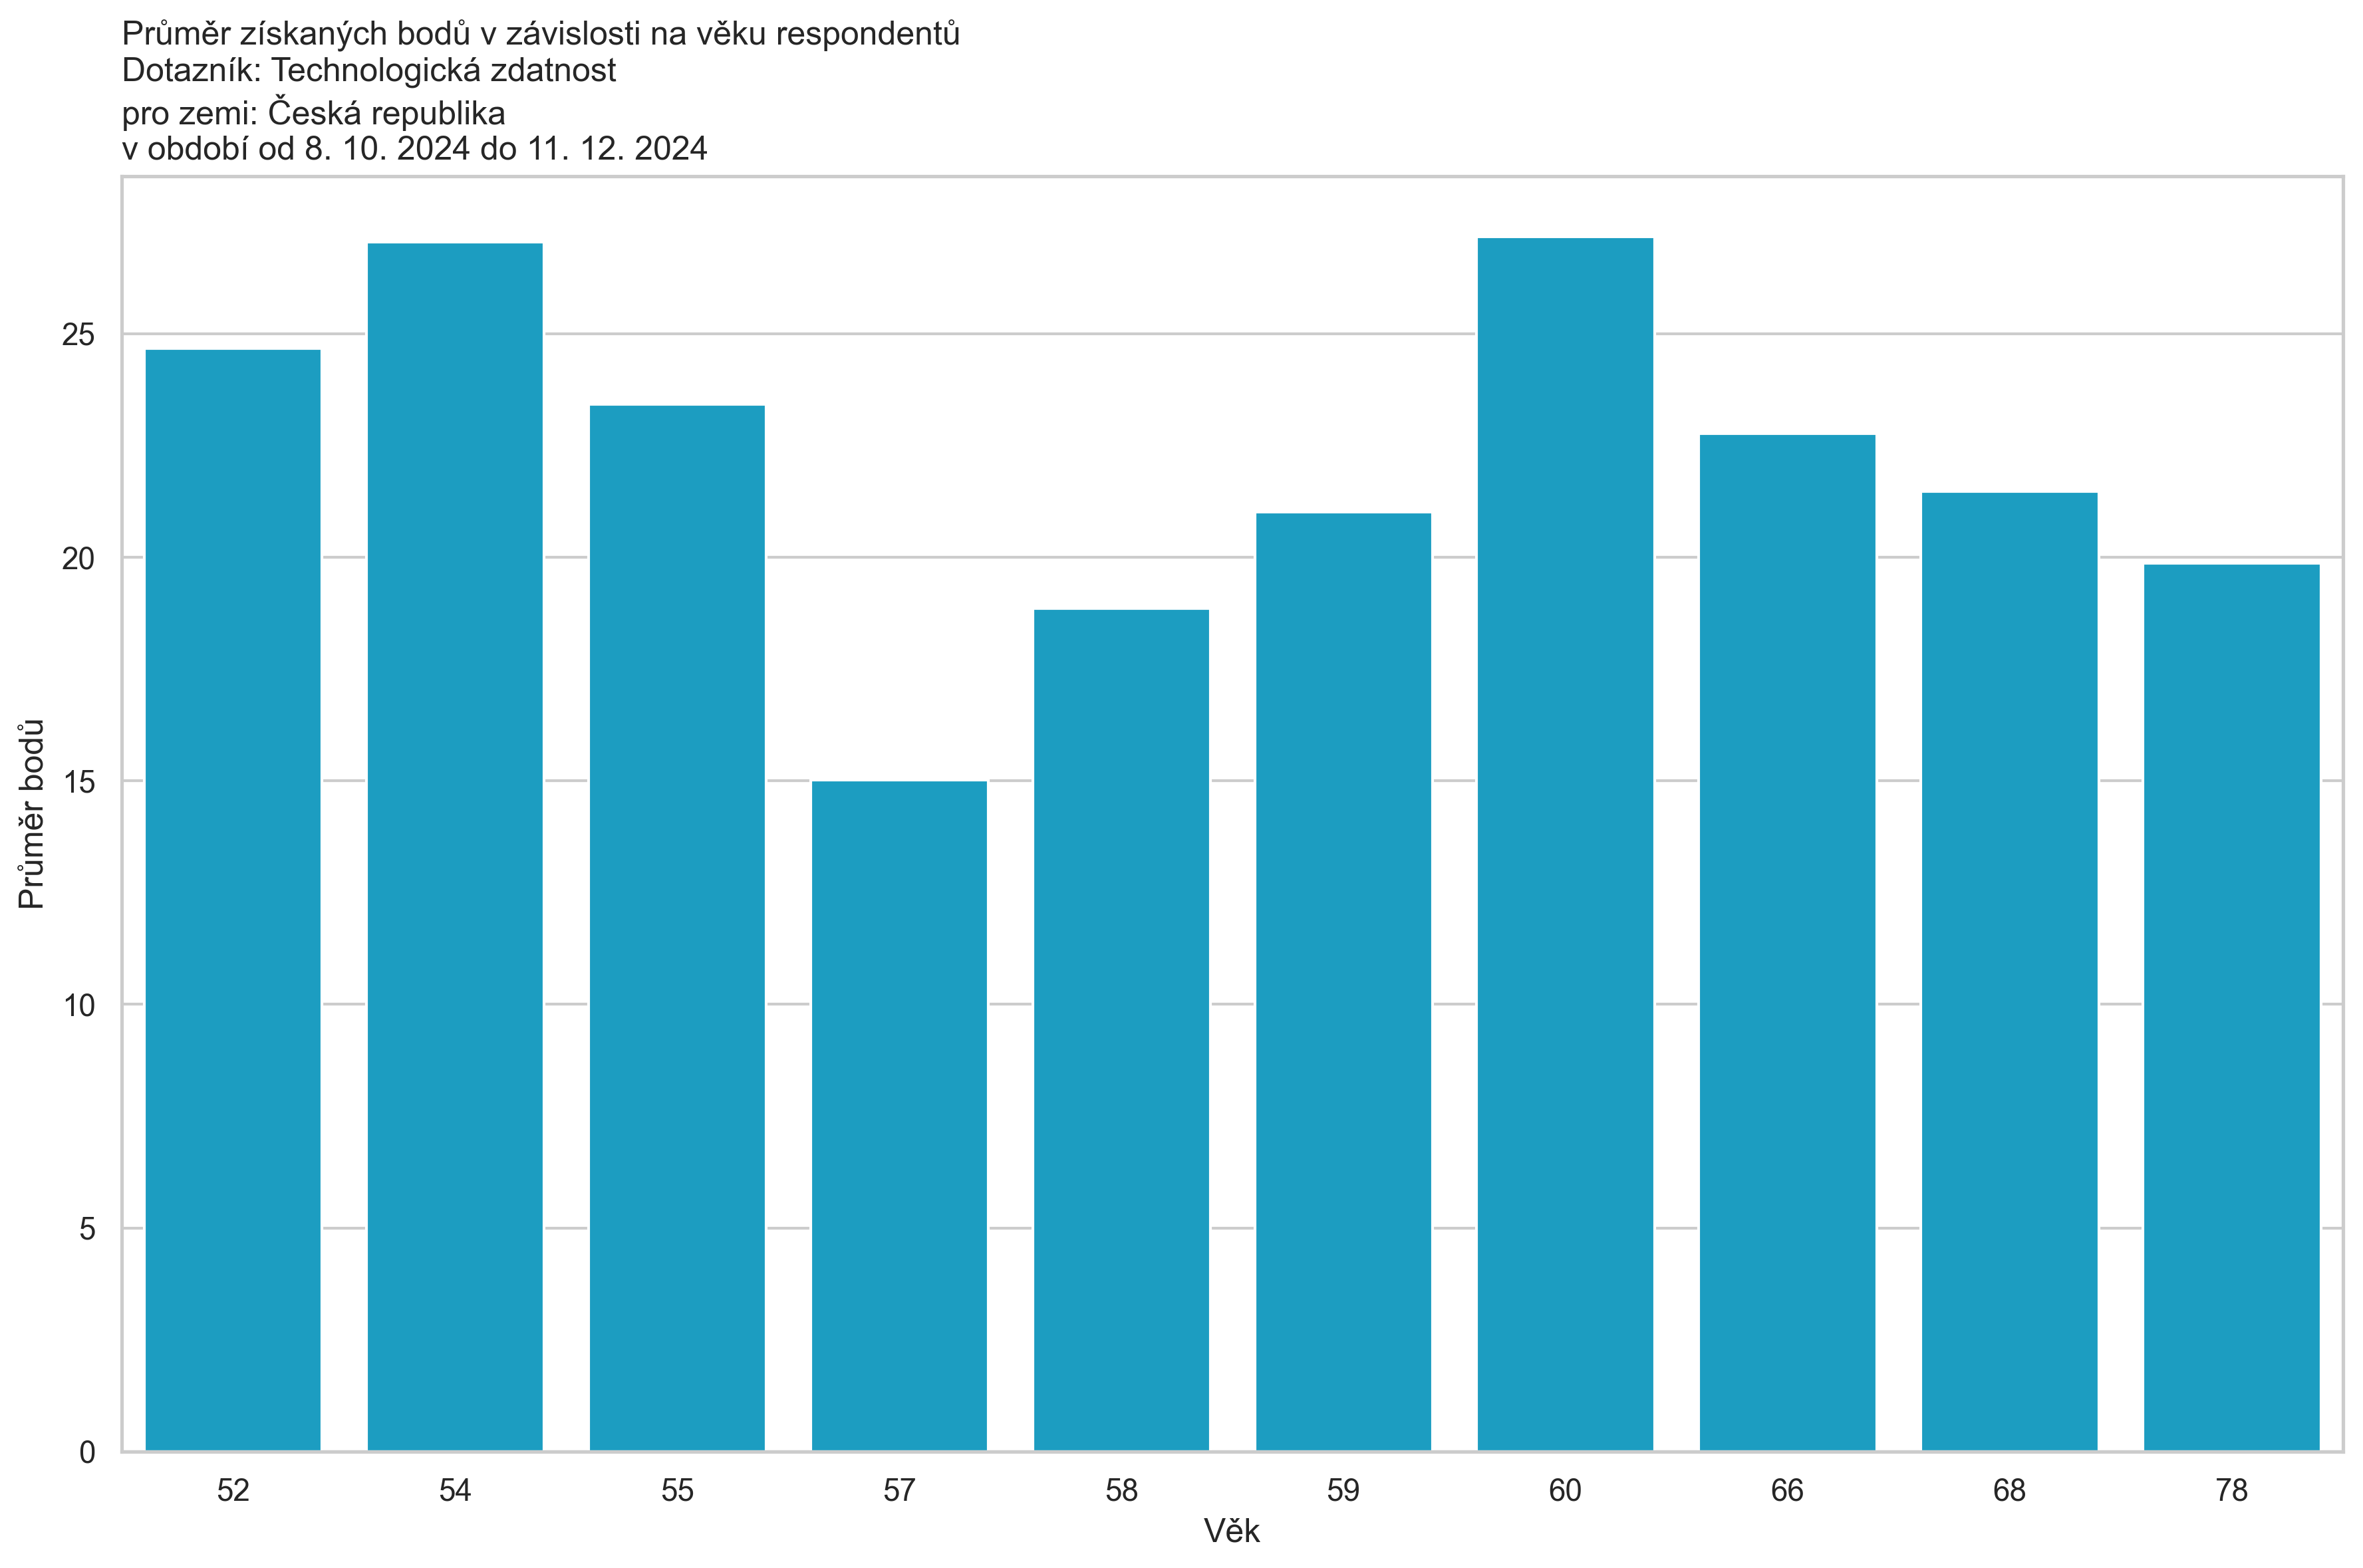 Průměr získaných bodů v závislosti na věku respondentů
Dotazník: Technologická zdatnost
pro zemi: Česká republika
v období od 8. 10. 2024 do 11. 12. 2024
Průměr bodů
25
20
15
10
5
0
52 54 55 57 58 59 60 66 68 78
Věk